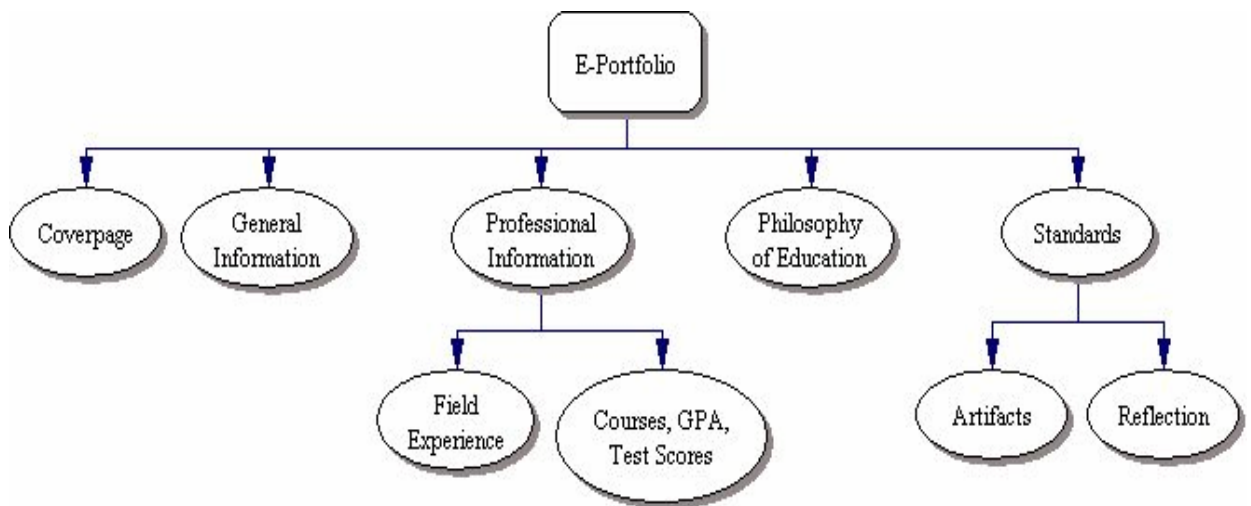 E-Portfolio
Coverpage
General
Information
Professional
Information
Philosophy
of Education
Standards
Field
Experience
Courses, GPA,
Test Scores
Artifacts
Reflection